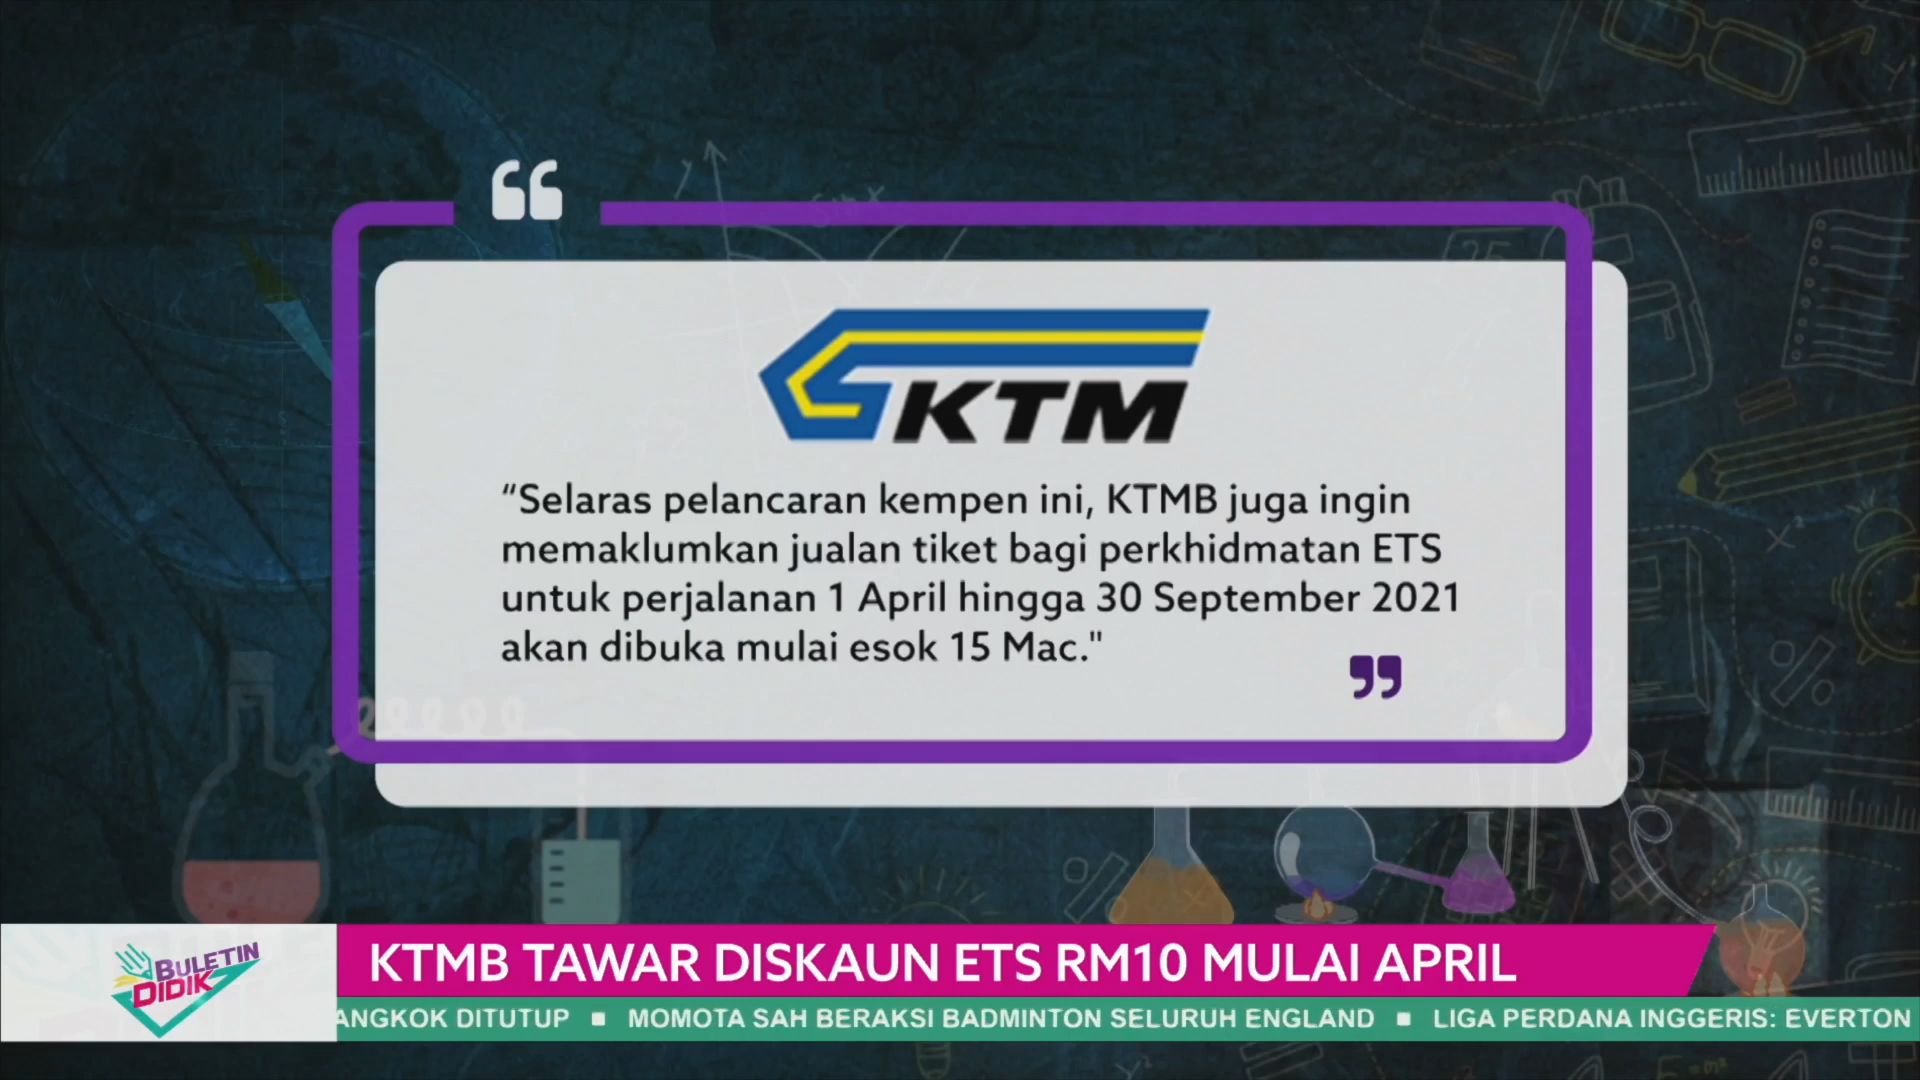 KTM
“Selaras pelancaran kempen ini, KTMB juga ingin
memaklumkan jualan tiket bagi perkhidmatan ETS
untuk perjalanan 1 April hingga 30 September 2021
akan dibuka mulai esok 15 Mac."
BULETIN
DIDIK
KTMB TAWAR DISKAUN ETS RM10 MULAI APRIL
ANGKOK DITUTUP ▪ MOMOTA SAH BERAKSI BADMINTON SELURUH ENGLAND ▪ LIGA PERDANA INGGERIS: EVERTON